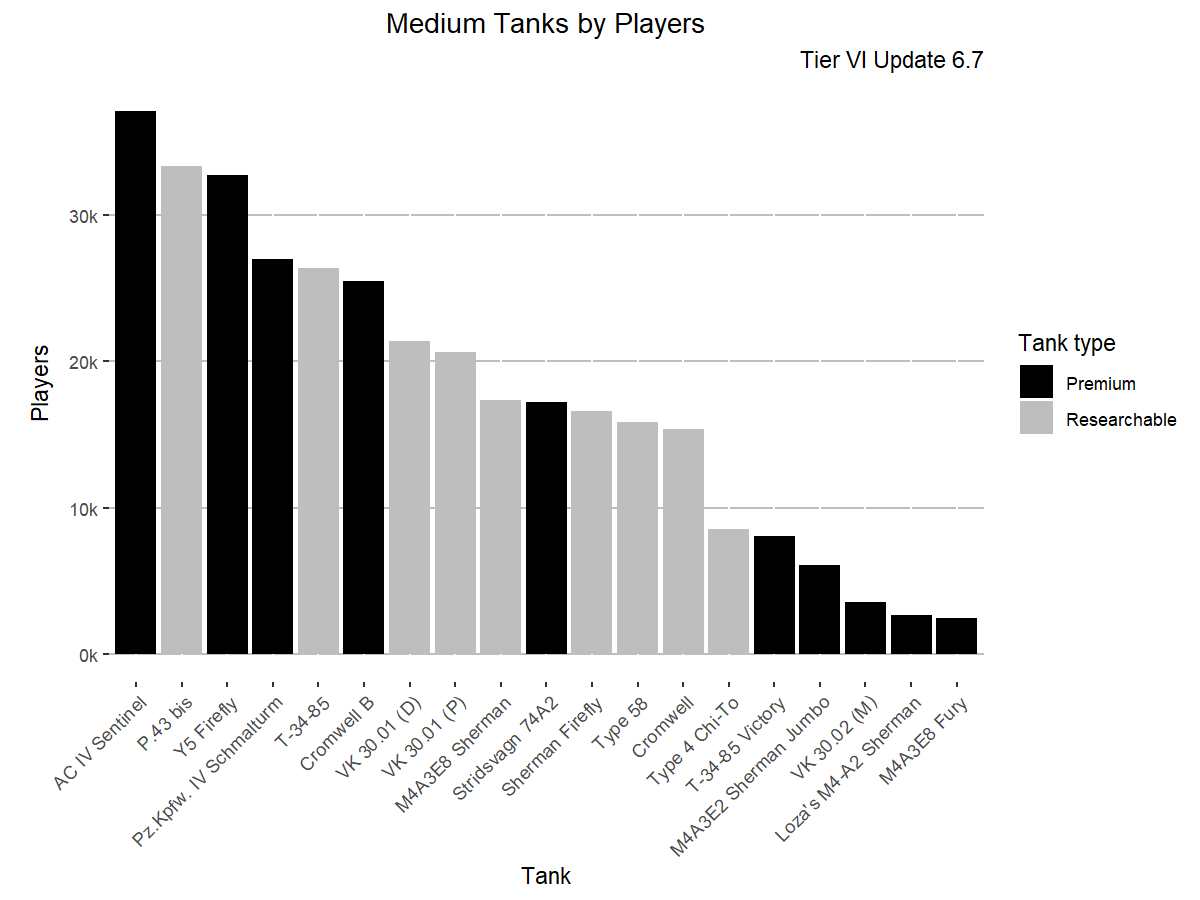 Medium Tanks by Players
Tier VI Update 6.7
Players
30k
20k
10k
0k
AC IV Sentinel
P.43 bis
Y5 Firefly
Pz.Kpfw. IV Schmalturm
T-34-85
Cromwell B
VK 30.01 (D)
VK 30.01 (P)
M4A3E8 Sherman
Stridsvagn 74A2
Sherman Firefly
Type 58
Cromwell
Type 4 Chi-To
T-34-85 Victory
M4A3E2 Sherman Jumbo
VK 30.02 (M)
Loza's M4-A2 Sherman
M4A3E8 Fury
Tank
Tank type
Premium
Researchable